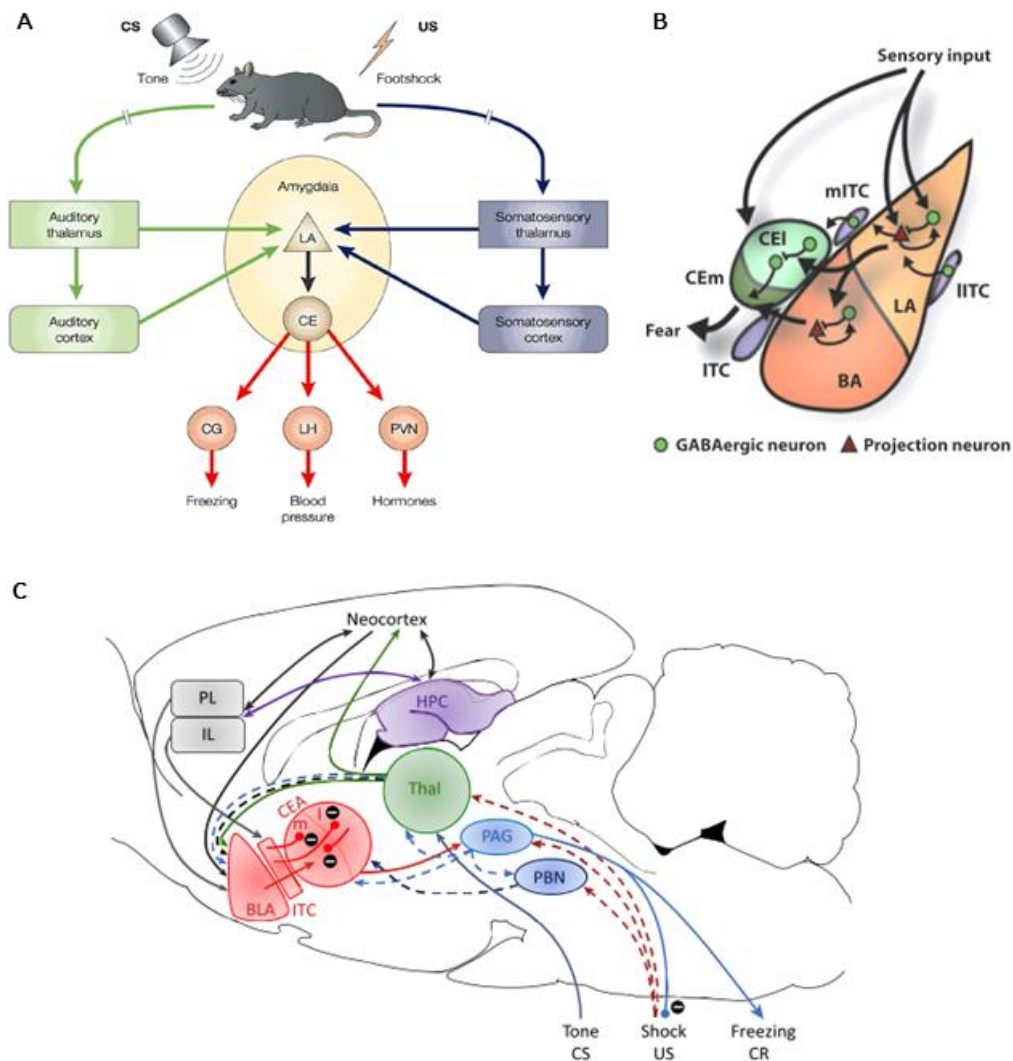 A
CS
US
Tone
Footshock
Amygdala
Auditory
thalamus
LA
Somatosensory
thalamus
Auditory
cortex
CE
Somatosensory
cortex
CG
LH
PVN
Freezing
Blood
pressure
Hormones
B
Sensory input
mITC
CEl
CEm
lITC
LA
Fear
ITC
BA
GABAergic neuron
Projection neuron
C
Neocortex
PL
IL
HPC
Thal
CEA
l
m
PAG
PBN
BLA
ITC
Tone
CS
Shock
US
Freezing
CR